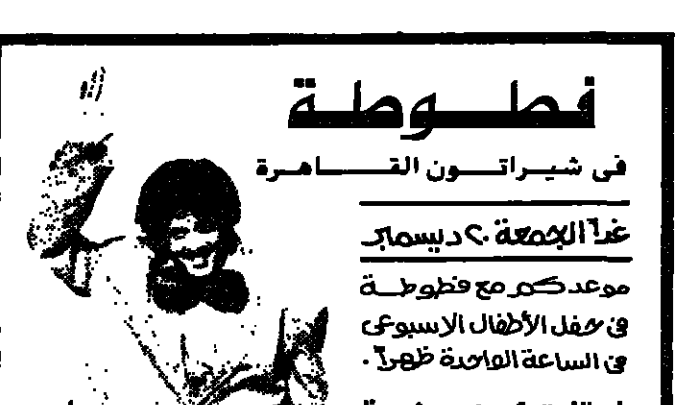 فطوطة
فى شيراتون القاهرة
غداً الجمعة ٢٠ ديسمبر
موعدكم مع فطوطة
فى حفل الأطفال الاسبوعى
فى الساعة الواحدة ظهراً .